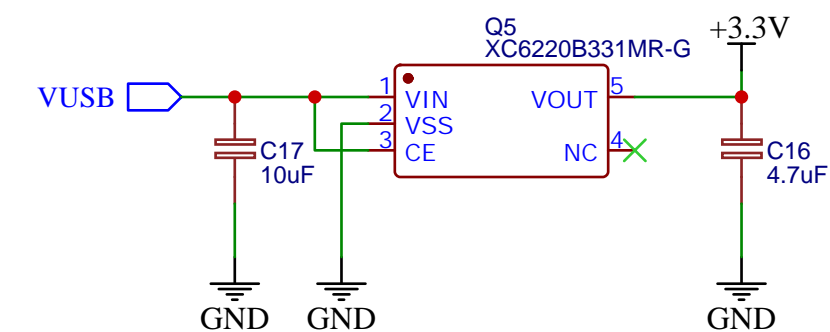 Q5
XC6220B331MR-G
+3.3V
VUSB
1
VIN
2
VSS
3
CE
VOUT
5
NC
4
C17
10uF
C16
4.7uF
GND
GND
GND